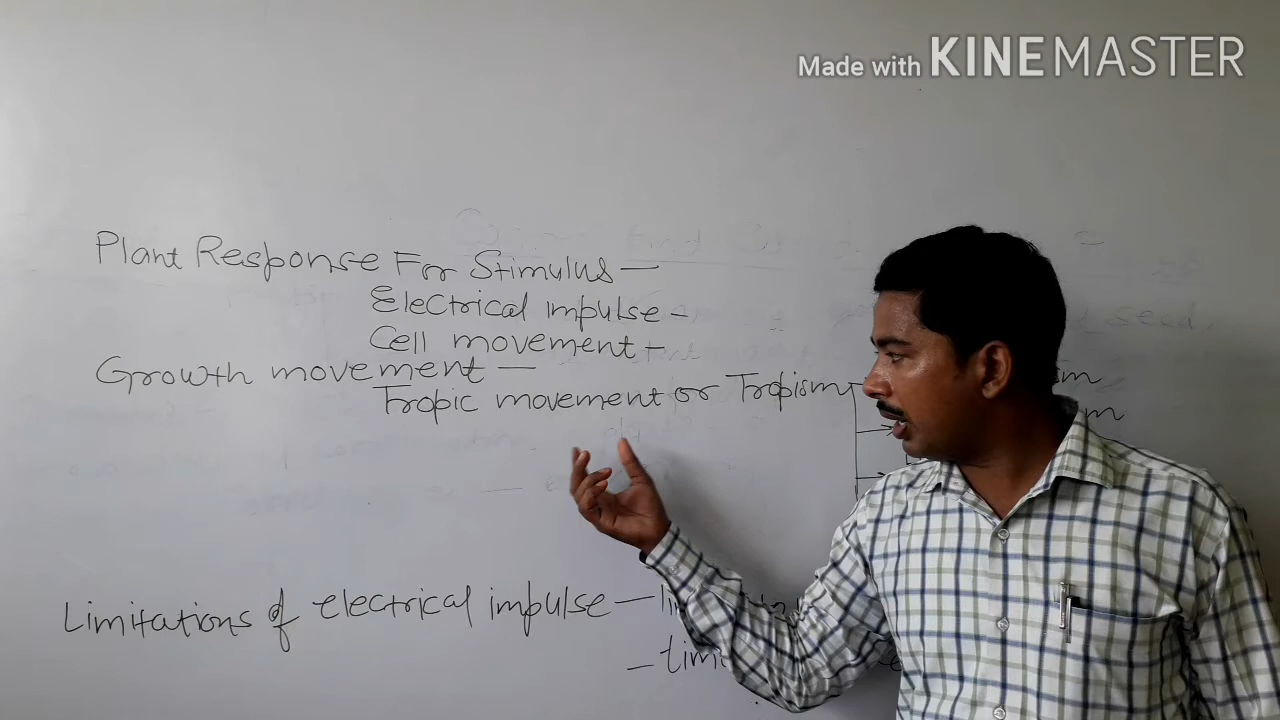 Made with KINEMASTER
Plant Response For Stimulus —
Electrical impulse -
Cell movement -
Growth movement —
Tropic movement or Tropism
Limitations of electrical impulse —